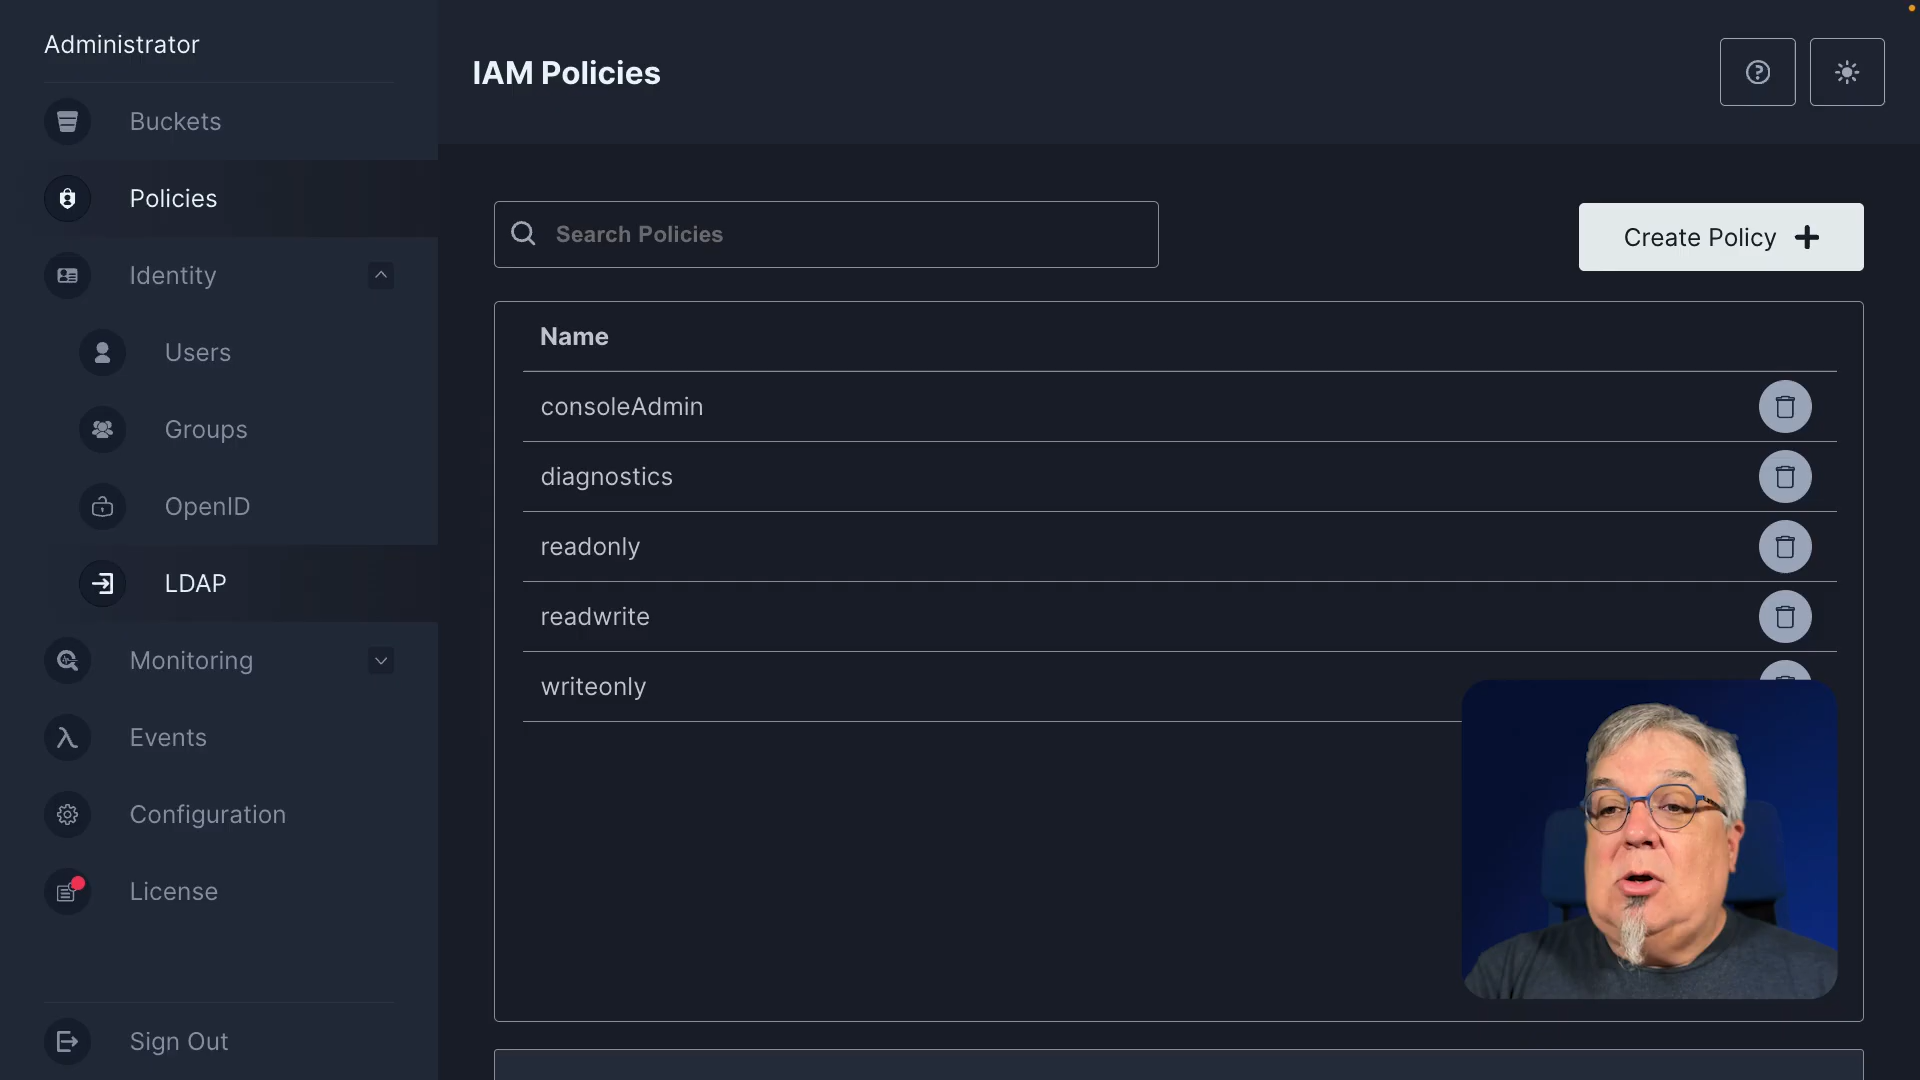 Administrator
Buckets
Policies
Identity
Users
Groups
OpenID
LDAP
Monitoring
Events
Configuration
License
Sign Out
IAM Policies
Search Policies
Create Policy
Name
consoleAdmin
diagnostics
readonly
readwrite
writeonly